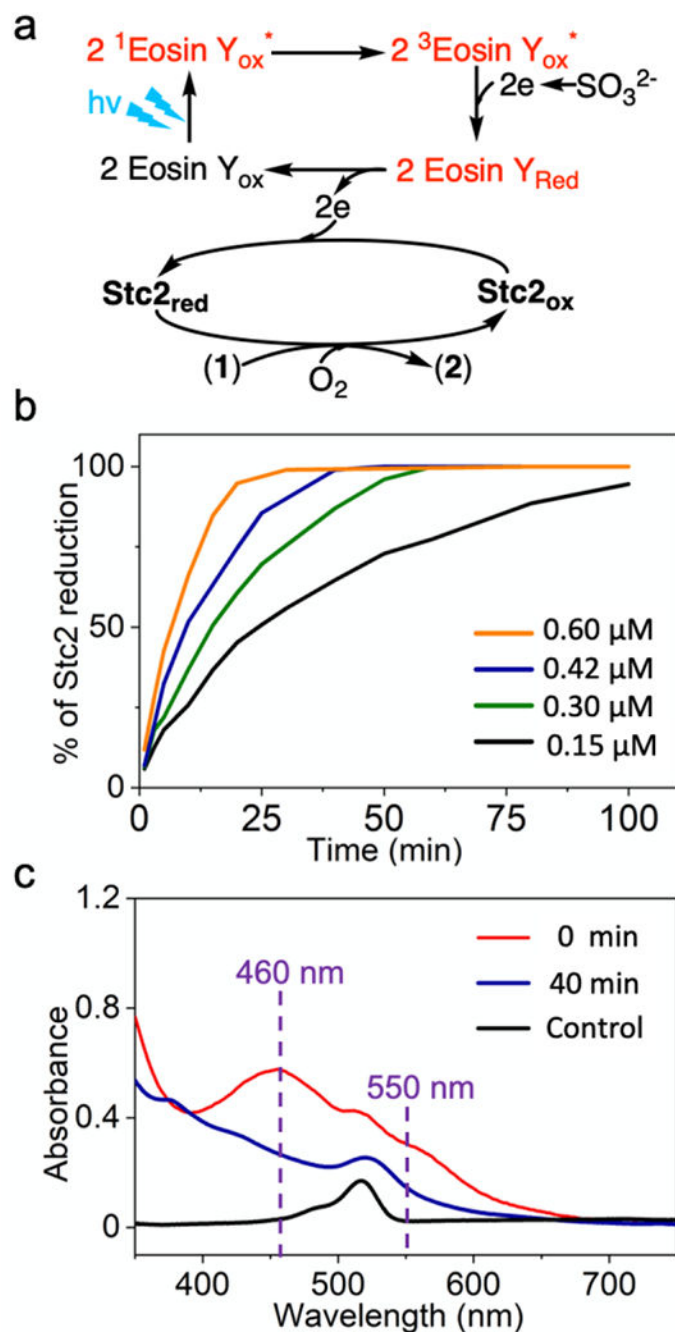 a
2 ¹Eosin Yₒₓ* 2 ³Eosin Yₒₓ*
hv 2e SO₃²⁻
2 Eosin Yₒₓ 2 Eosin Y_Red
2e
Stc2_red Stc2ₒₓ
(1) O₂ (2)
b
% of Stc2 reduction
100
50
0
0.60 μM
0.42 μM
0.30 μM
0.15 μM
0 25 50 75 100
Time (min)
c
Absorbance
1.2
0.8
0.4
0
460 nm
550 nm
0 min
40 min
Control
400 500 600 700
Wavelength (nm)